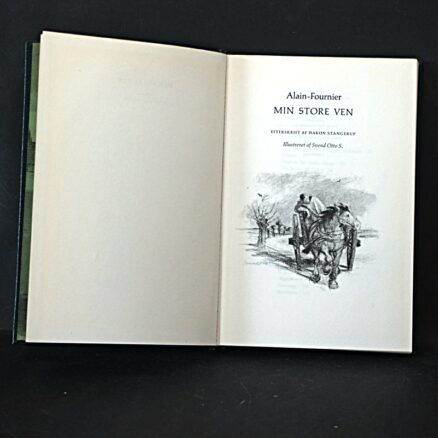 Alain-Fournier
MIN STORE VEN
EFTERSKRIFT AF HAKON STANGERUP
Illustreret af Svend Otto S.